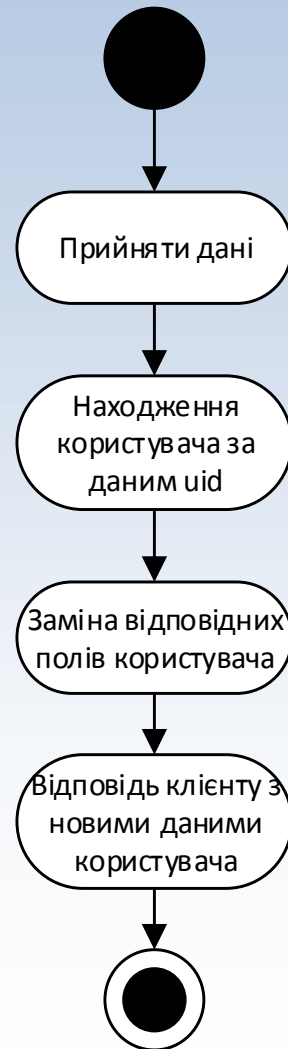 Прийняти дані
Находження
користувача за
даним uid
Заміна відповідних
полів користувача
Відповідь клієнту з
новими даними
користувача